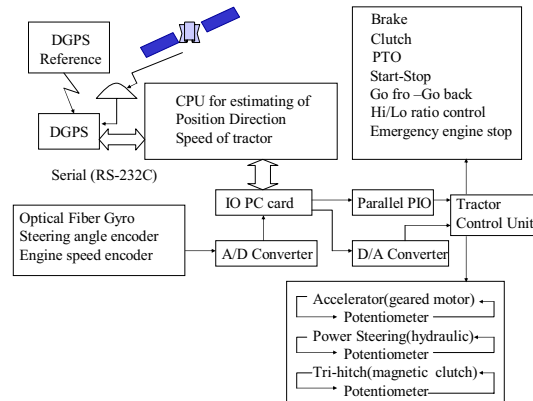 DGPS
Reference
DGPS
Serial (RS-232C)
CPU for estimating of
Position Direction
Speed of tractor
Brake
Clutch
PTO
Start-Stop
Go fro –Go back
Hi/Lo ratio control
Emergency engine stop
IO PC card
Parallel PIO
Tractor
Control Unit
Optical Fiber Gyro
Steering angle encoder
Engine speed encoder
A/D Converter
D/A Converter
Accelerator(geared motor)
Potentiometer
Power Steering(hydraulic)
Potentiometer
Tri-hitch(magnetic clutch)
Potentiometer